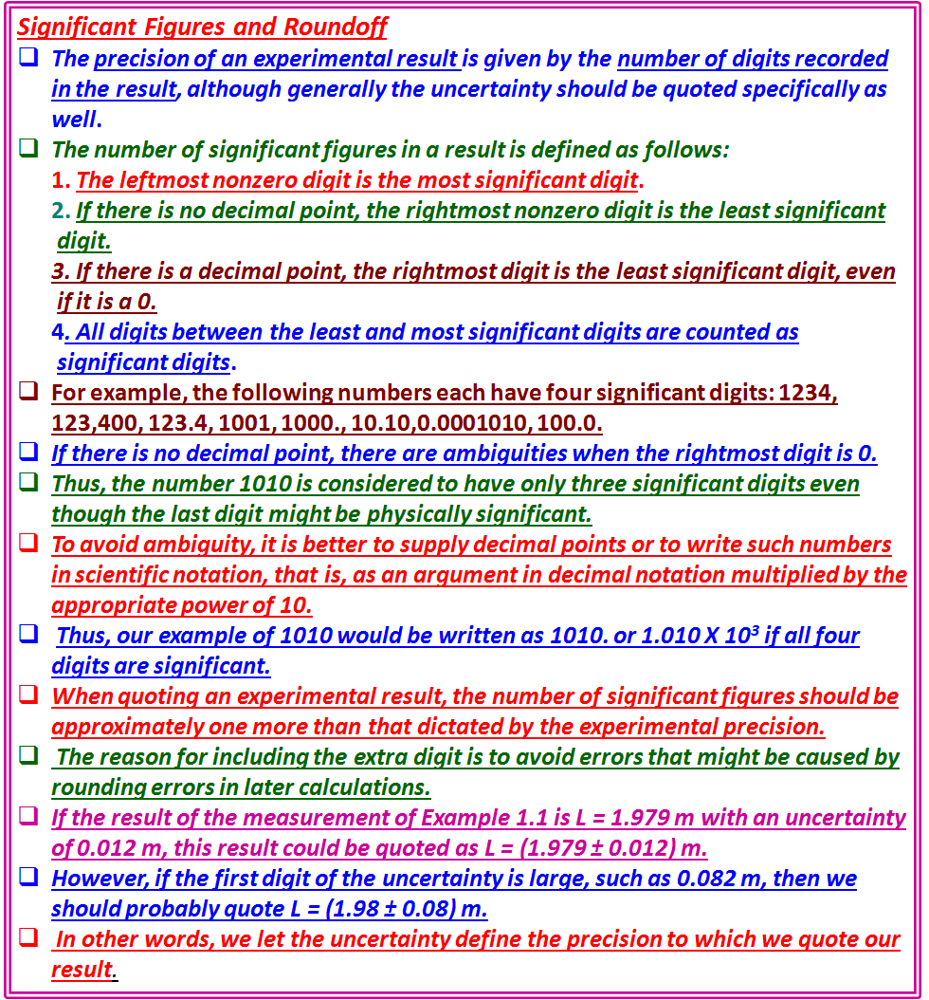 Significant Figures and Roundoff
❑ The precision of an experimental result is given by the number of digits recorded
in the result, although generally the uncertainty should be quoted specifically as
well.
❑ The number of significant figures in a result is defined as follows:
1. The leftmost nonzero digit is the most significant digit.
2. If there is no decimal point, the rightmost nonzero digit is the least significant
digit.
3. If there is a decimal point, the rightmost digit is the least significant digit, even
if it is a 0.
4. All digits between the least and most significant digits are counted as
significant digits.
❑ For example, the following numbers each have four significant digits: 1234,
123,400, 123.4, 1001, 1000., 10.10,0.0001010, 100.0.
❑ If there is no decimal point, there are ambiguities when the rightmost digit is 0.
❑ Thus, the number 1010 is considered to have only three significant digits even
though the last digit might be physically significant.
❑ To avoid ambiguity, it is better to supply decimal points or to write such numbers
in scientific notation, that is, as an argument in decimal notation multiplied by the
appropriate power of 10.
❑ Thus, our example of 1010 would be written as 1010. or 1.010 X 10³ if all four
digits are significant.
❑ When quoting an experimental result, the number of significant figures should be
approximately one more than that dictated by the experimental precision.
❑ The reason for including the extra digit is to avoid errors that might be caused by
rounding errors in later calculations.
❑ If the result of the measurement of Example 1.1 is L = 1.979 m with an uncertainty
of 0.012 m, this result could be quoted as L = (1.979 ± 0.012) m.
❑ However, if the first digit of the uncertainty is large, such as 0.082 m, then we
should probably quote L = (1.98 ± 0.08) m.
❑ In other words, we let the uncertainty define the precision to which we quote our
result.